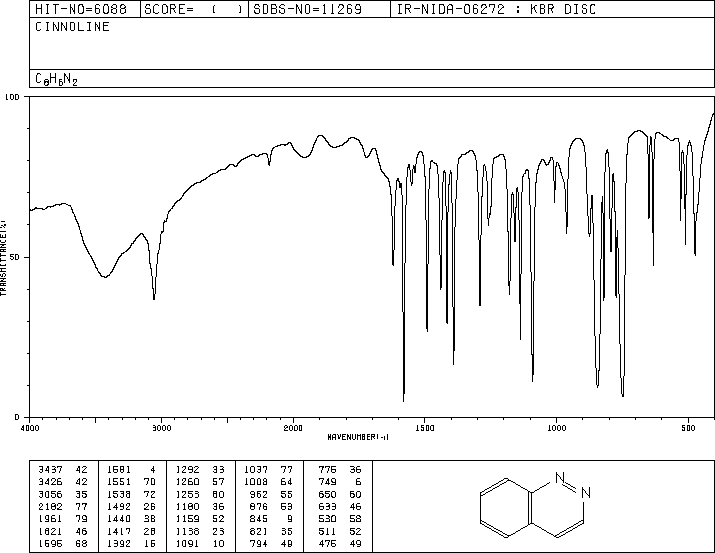 HIT-NO=6088 SCORE= ( ) SDBS-NO=11269 IR-NIDA-06272 : KBR DISC
CINNOLINE
C8H6N2
100
50
0
TRANSMITTANCE(%)
4000 3000 2000 1500 1000 500
WAVENUMBER(-1)
3437 42 1581 4 1292 33 1037 77 776 36
3426 42 1551 70 1260 57 1008 64 749 6
3056 35 1538 72 1253 60 962 55 650 60
2182 77 1492 26 1180 36 876 53 633 46
1961 79 1440 38 1159 52 845 9 530 58
1621 46 1417 28 1138 23 821 35 511 52
1595 68 1392 16 1091 10 794 49 476 49
N
N